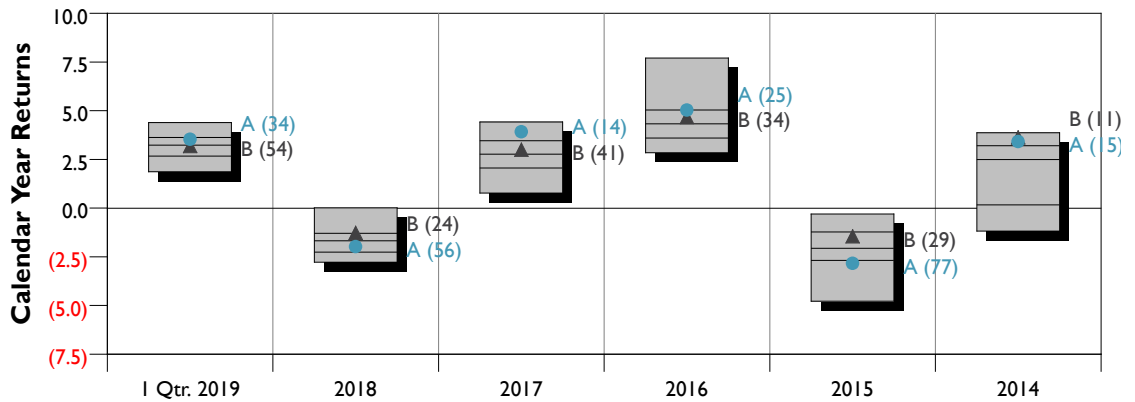 Calendar Year Returns
10.0
7.5
5.0
2.5
0.0
(2.5)
(5.0)
(7.5)
A (34)
B (54)
B (24)
A (56)
A (14)
B (41)
A (25)
B (34)
B (29)
A (77)
B (11)
A (15)
1 Qtr. 2019 2018 2017 2016 2015 2014